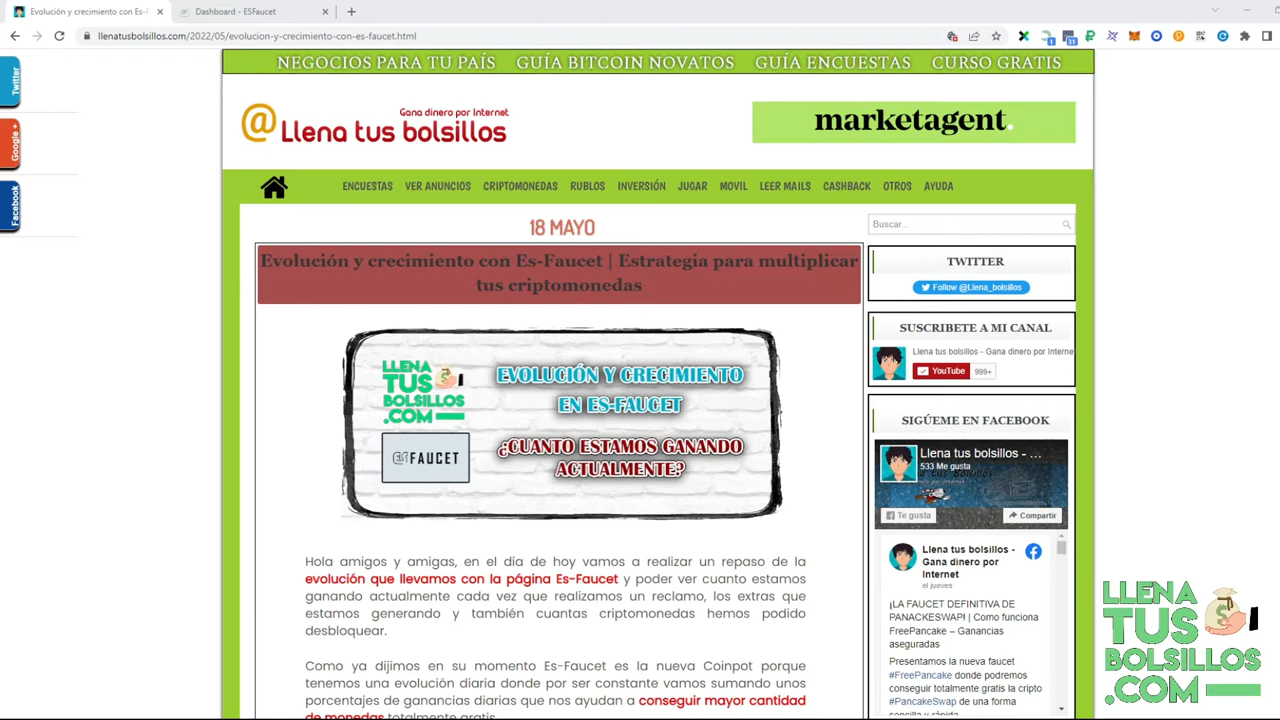 Evolución y crecimiento con Es-F
Dashboard - ESFaucet
llenatusbolsillos.com/2022/05/evolucion-y-crecimiento-con-es-faucet.html
NEGOCIOS PARA TU PAÍS GUÍA BITCOIN NOVATOS GUÍA ENCUESTAS CURSO GRATIS
Twitter
Google +
Facebook
Gana dinero por Internet
@Llena tus bolsillos
marketagent.
ENCUESTAS VER ANUNCIOS CRIPTOMONEDAS RUBLOS INVERSIÓN JUGAR MOVIL LEER MAILS CASHBACK OTROS AYUDA
18 MAYO
Evolución y crecimiento con Es-Faucet | Estrategia para multiplicar
tus criptomonedas
LLENA
TUS
BOLSILLOS
.COM
ESFAUCET
EVOLUCIÓN Y CRECIMIENTO
EN ES-FAUCET
¿CUANTO ESTAMOS GANANDO
ACTUALMENTE?
Hola amigos y amigas, en el día de hoy vamos a realizar un repaso de la
evolución que llevamos con la página Es-Faucet y poder ver cuanto estamos
ganando actualmente cada vez que realizamos un reclamo, los extras que
estamos generando y también cuantas criptomonedas hemos podido
desbloquear.
Como ya dijimos en su momento Es-Faucet es la nueva Coinpot porque
tenemos una evolución diaria donde por ser constante vamos sumando unos
porcentajes de ganancias diarias que nos ayudan a conseguir mayor cantidad
de monedas totalmente gratis
Buscar...
TWITTER
Follow @Llena_bolsillos
SUSCRIBETE A MI CANAL
Llena tus bolsillos - Gana dinero por Interne
YouTube 999+
SIGÚEME EN FACEBOOK
Llena tus bolsillos - ...
533 Me gusta
Te gusta
Compartir
Llena tus bolsillos -
Gana dinero por
Internet
el jueves
¡LA FAUCET DEFINITIVA DE
PANACKESWAP! | Como funciona
FreePancake – Ganancias
aseguradas
Presentamos la nueva faucet
#FreePancake donde podremos
conseguir totalmente gratis la cripto
#PancakeSwap de una forma
sencilla y rápida
LLENA
TUS
BOLSILLOS
.COM